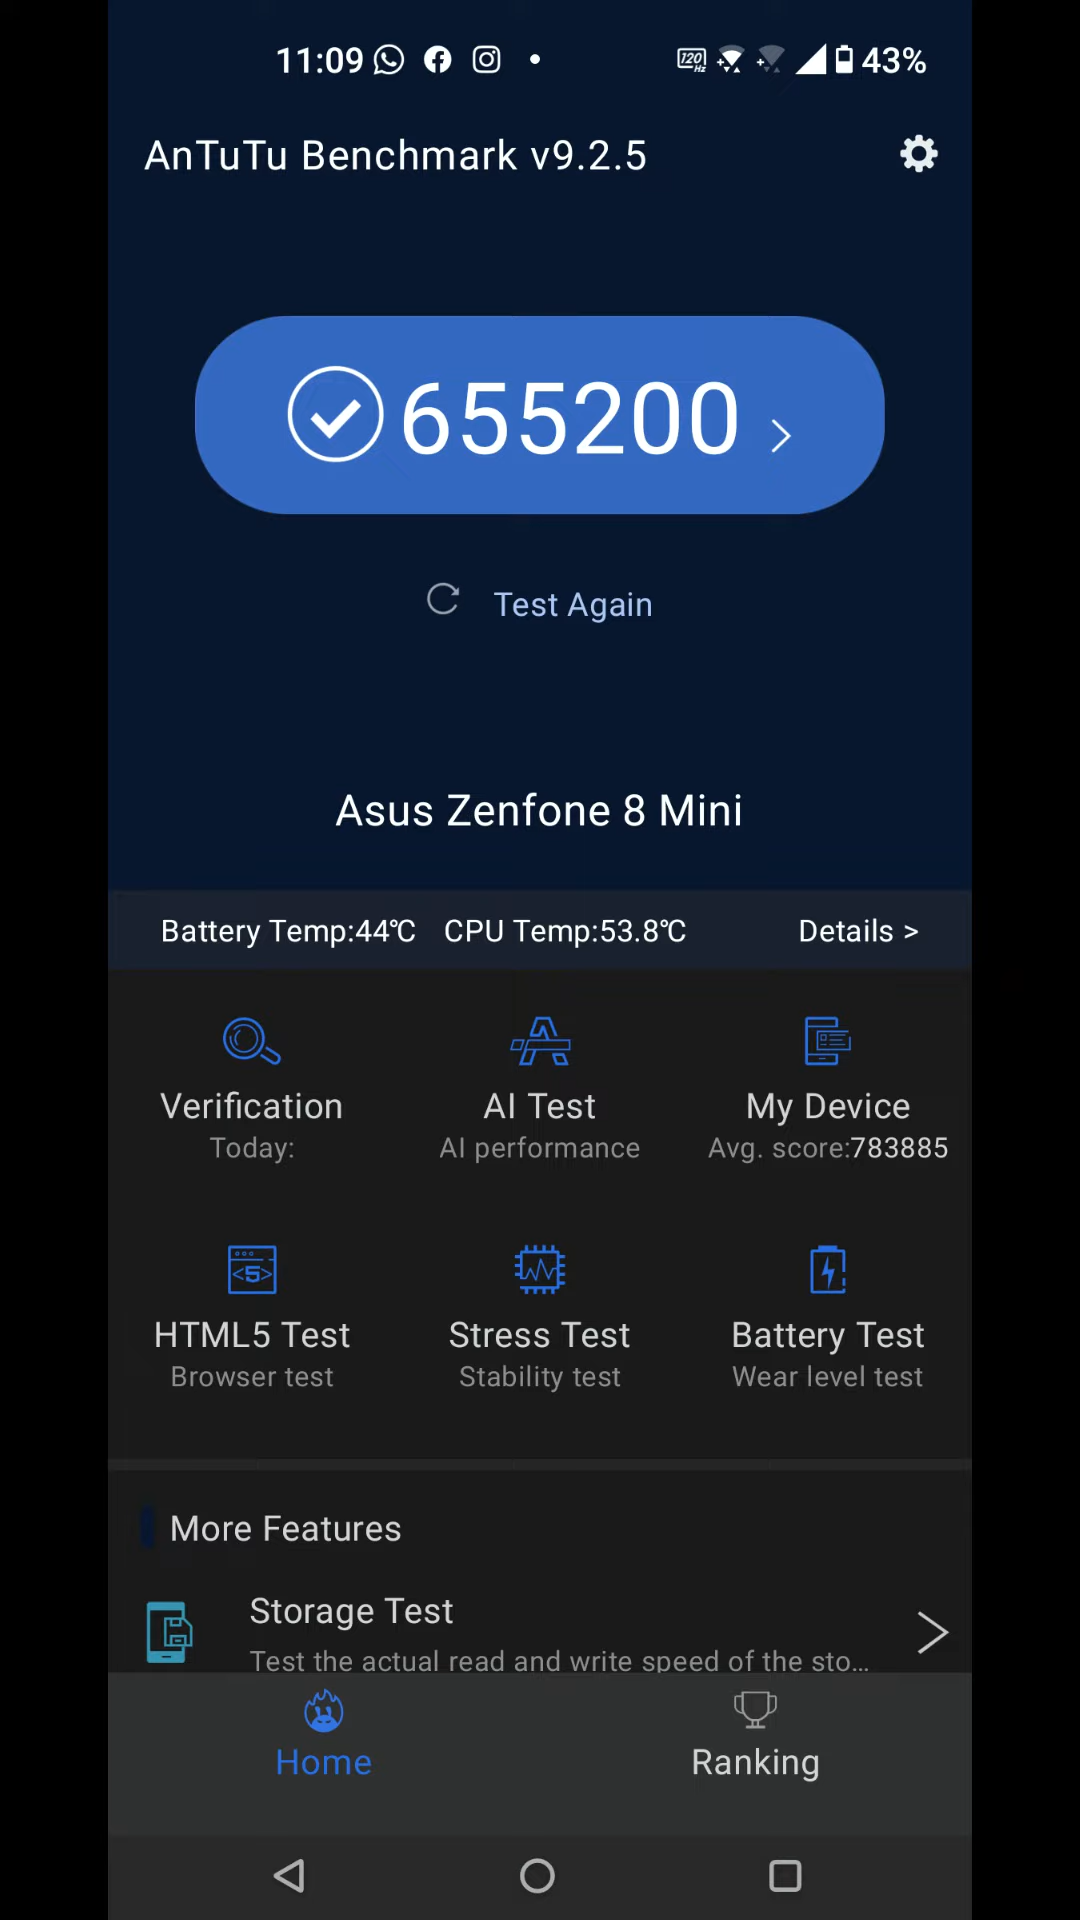 11:09 120 Hz 43%
AnTuTu Benchmark v9.2.5
655200
Test Again
Asus Zenfone 8 Mini
Battery Temp:44℃ CPU Temp:53.8℃ Details >
Verification AI Test My Device
Today: AI performance Avg. score:783885
<5>
HTML5 Test Stress Test Battery Test
Browser test Stability test Wear level test
More Features
Storage Test
Test the actual read and write speed of the sto...
Home Ranking